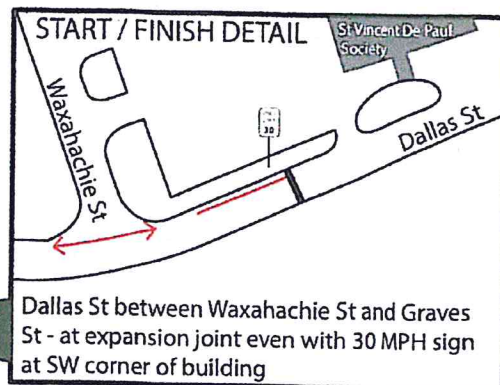 START / FINISH DETAIL
St Vincent De Paul
Society
Waxahachie St
30
Dallas St
Dallas St between Waxahachie St and Graves
St - at expansion joint even with 30 MPH sign
at SW corner of building